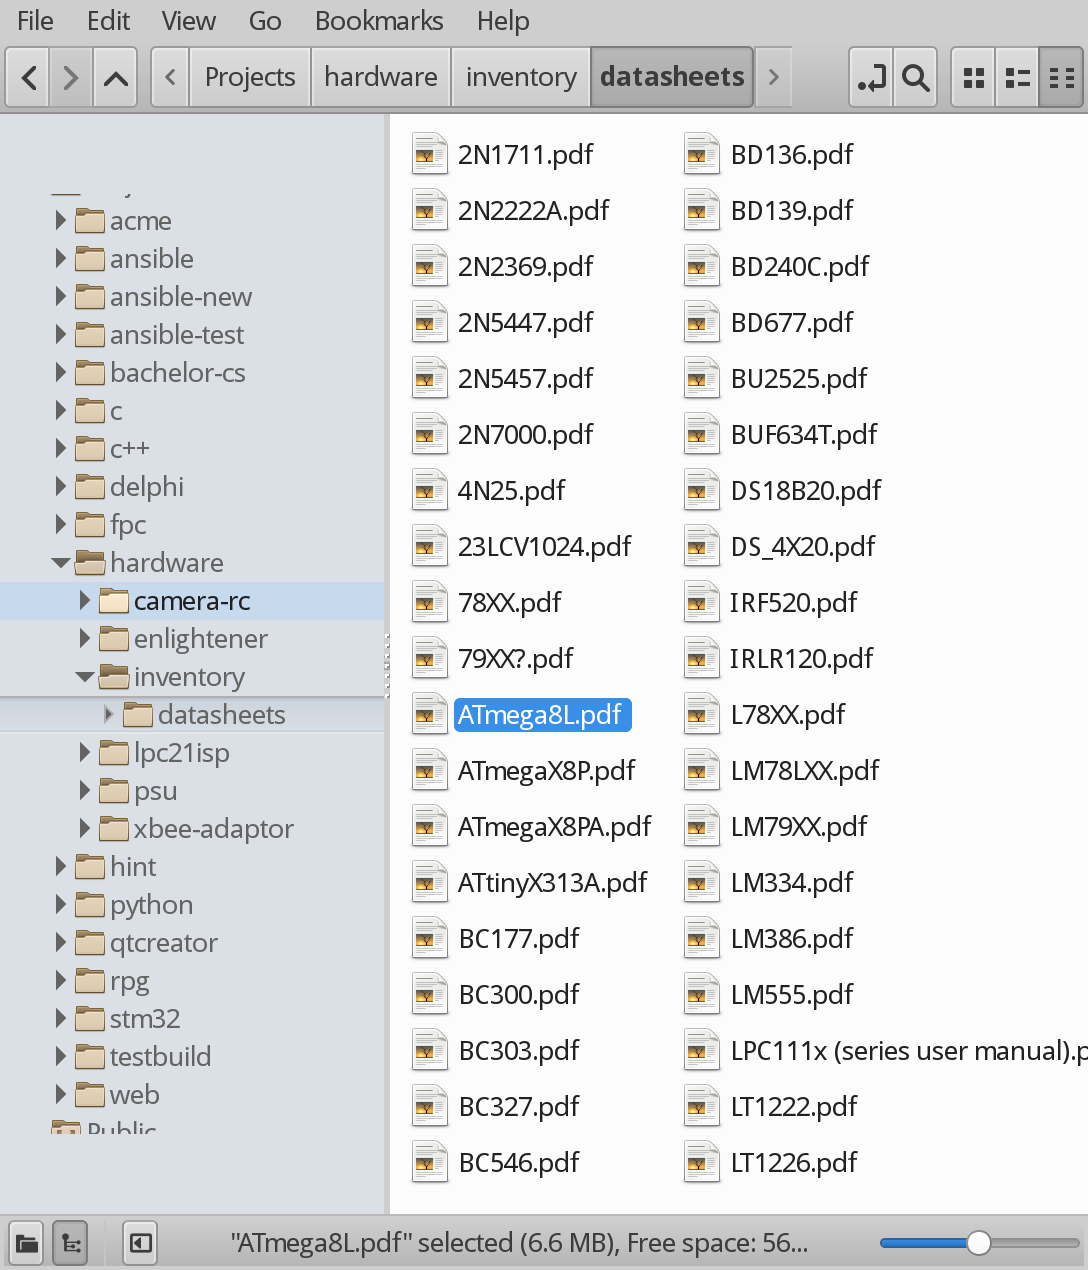 File Edit View Go Bookmarks Help
Projects hardware inventory datasheets
acme
ansible
ansible-new
ansible-test
bachelor-cs
c
c++
delphi
fpc
hardware
camera-rc
enlightener
inventory
datasheets
lpc21isp
psu
xbee-adaptor
hint
python
qtcreator
rpg
stm32
testbuild
web
Public
2N1711.pdf
2N2222A.pdf
2N2369.pdf
2N5447.pdf
2N5457.pdf
2N7000.pdf
4N25.pdf
23LCV1024.pdf
78XX.pdf
79XX?.pdf
ATmega8L.pdf
ATmegaX8P.pdf
ATmegaX8PA.pdf
ATtinyX313A.pdf
BC177.pdf
BC300.pdf
BC303.pdf
BC327.pdf
BC546.pdf
BD136.pdf
BD139.pdf
BD240C.pdf
BD677.pdf
BU2525.pdf
BUF634T.pdf
DS18B20.pdf
DS_4X20.pdf
IRF520.pdf
IRLR120.pdf
L78XX.pdf
LM78LXX.pdf
LM79XX.pdf
LM334.pdf
LM386.pdf
LM555.pdf
LPC111x (series user manual).p
LT1222.pdf
LT1226.pdf
"ATmega8L.pdf" selected (6.6 MB), Free space: 56...